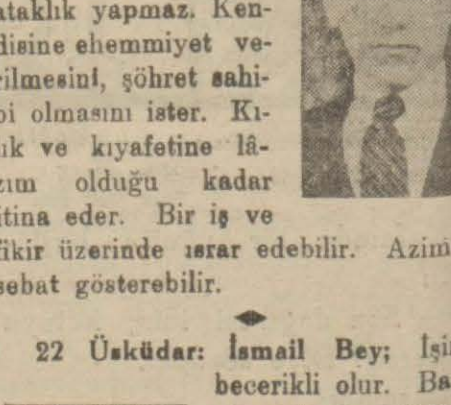 ataklık yapmaz. Ken-
disine ehemmiyet ve-
rilmesini, şöhret sahi-
bi olmasını ister. Kı-
lık ve kıyafetine lâ-
zım olduğu kadar
itina eder. Bir iş ve
fikir üzerinde ısrar edebilir. Azim
sebat gösterebilir.
22 Üsküdar: İsmail Bey; İşi
becerikli olur. Ba